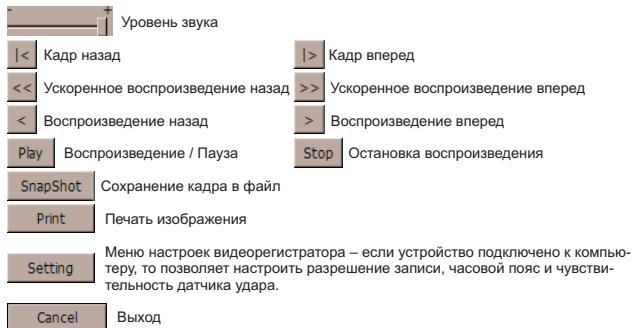 - +
Уровень звука
|< Кадр назад |> Кадр вперед
<< Ускоренное воспроизведение назад >> Ускоренное воспроизведение вперед
< Воспроизведение назад > Воспроизведение вперед
Play Воспроизведение / Пауза Stop Остановка воспроизведения
SnapShot Сохранение кадра в файл
Print Печать изображения
Setting Меню настроек видеорегистратора – если устройство подключено к компью-
теру, то позволяет настроить разрешение записи, часовой пояс и чувстви-
тельность датчика удара.
Cancel Выход